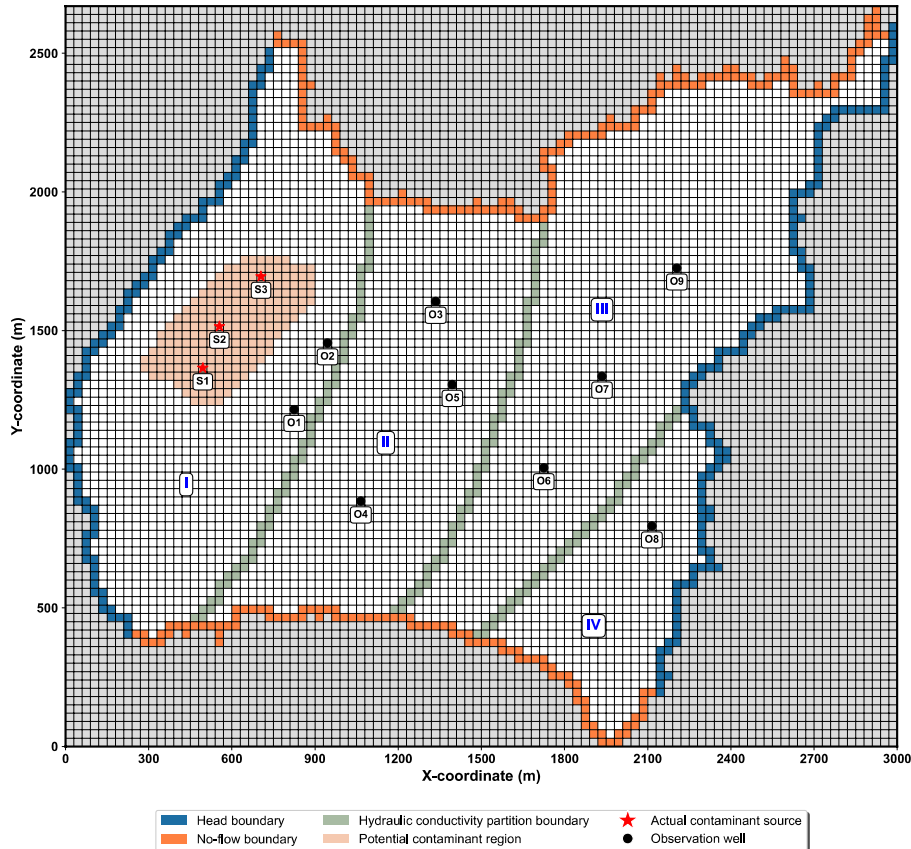 2500
2000
1500
1000
500
0
Y-coordinate (m)
S3
S2
S1
O9
O3
III
O2
O7
O5
O1
II
O6
I
O4
O8
IV
0 300 600 900 1200 1500 1800 2100 2400 2700 3000
X-coordinate (m)
Head boundary Hydraulic conductivity partition boundary Actual contaminant source
No-flow boundary Potential contaminant region Observation well